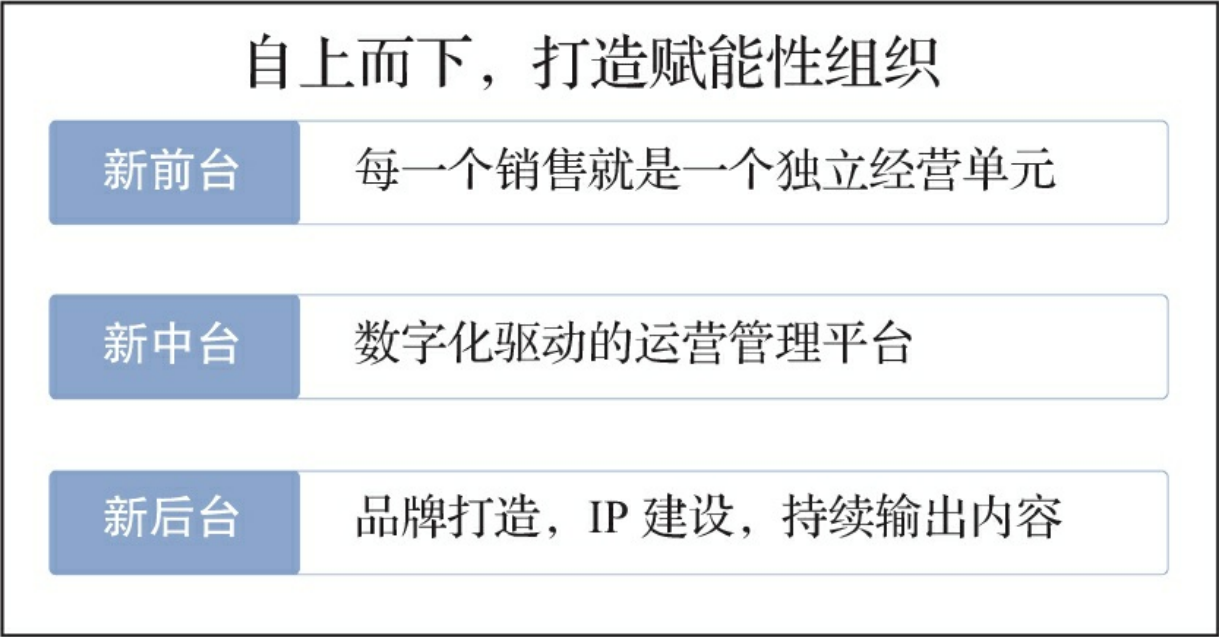 自上而下，打造赋能性组织
新前台 每一个销售就是一个独立经营单元
新中台 数字化驱动的运营管理平台
新后台 品牌打造，IP 建设，持续输出内容